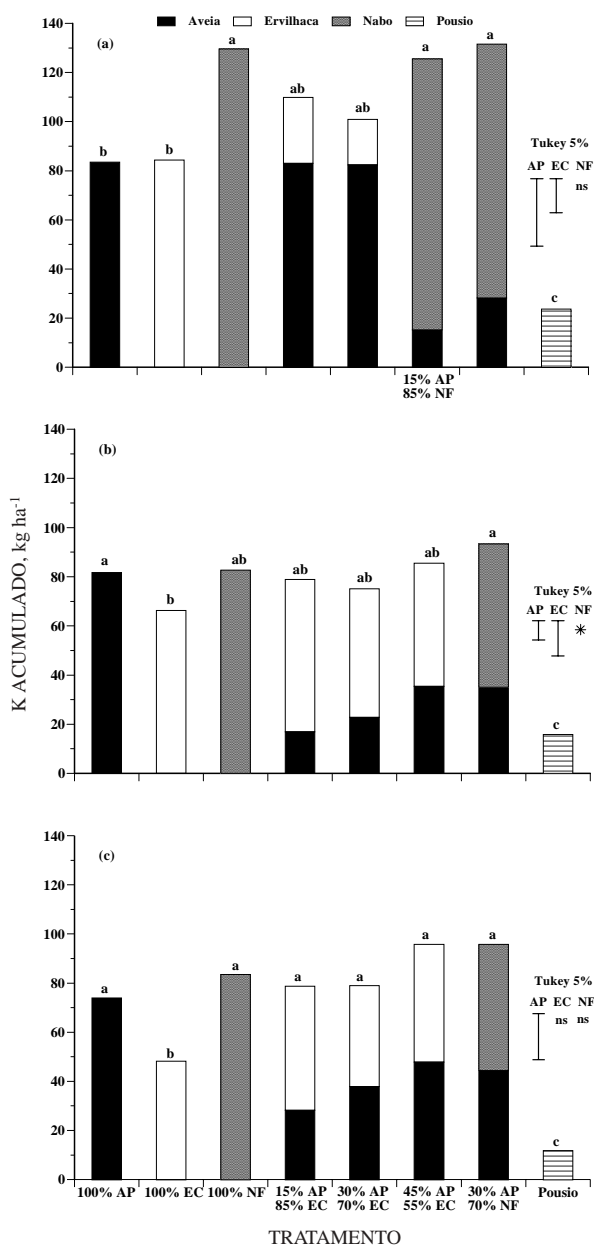 Aveia Ervilhaca Nabo Pousio
140
120
100
80
60
40
20
0
(a)
b b a ab ab a a c
Tukey 5%
AP EC NF
ns
15% AP
85% NF
140
120
100
80
60
40
20
0
(b)
a b ab ab ab ab a c
Tukey 5%
AP EC NF
*
K ACUMULADO, kg ha-1
140
120
100
80
60
40
20
0
(c)
a b a a a a a c
Tukey 5%
AP EC NF
ns ns
100% AP 100% EC 100% NF 15% AP 30% AP 45% AP 30% AP Pousio
85% EC 70% EC 55% EC 70% NF
TRATAMENTO